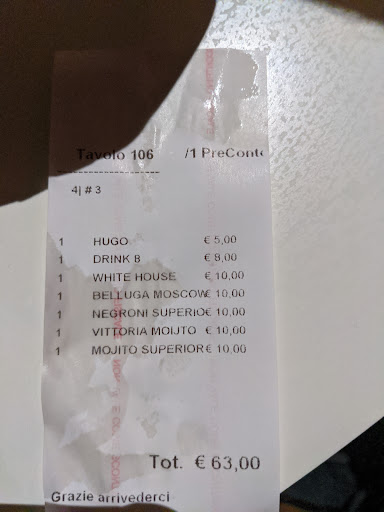 Tavolo 106 /1 PreConto
4| # 3
1 HUGO € 5,00
1 DRINK 8 € 8,00
1 WHITE HOUSE € 10,00
1 BELLUGA MOSCOW € 10,00
1 NEGRONI SUPERIO € 10,00
1 VITTORIA MOIJTO € 10,00
1 MOJITO SUPERIOR € 10,00
Tot. € 63,00
Grazie arrivederci